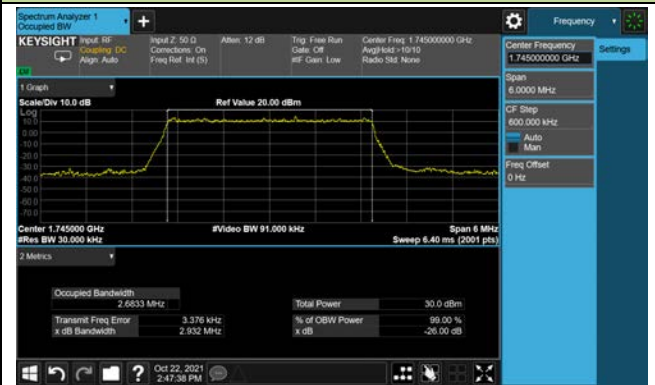 Spectrum Analyzer 1
Occupied BW
+
Frequency
KEYSIGHT
Input: RF
Coupling: DC
Align: Auto
Input Z: 50 Ω
Corrections: On
Freq Ref: Int (S)
Atten: 12 dB
Trig: Free Run
Gate: Off
#IF Gain: Low
Center Freq: 1.745000000 GHz
Avg|Hold:>10/10
Radio Std: None
1 Graph
Scale/Div 10.0 dB
Ref Value 20.00 dBm
Log
10.0
0.00
-10.0
-20.0
-30.0
-40.0
-50.0
-60.0
-70.0
Center 1.745000 GHz
#Video BW 91.000 kHz
Span 6 MHz
#Res BW 30.000 kHz
Sweep 6.40 ms (2001 pts)
2 Metrics
Occupied Bandwidth
2.6833 MHz
Total Power
30.0 dBm
Transmit Freq Error
3.376 kHz
% of OBW Power
99.00 %
x dB Bandwidth
2.932 MHz
x dB
-26.00 dB
Center Frequency
1.745000000 GHz
Settings
Span
6.0000 MHz
CF Step
600.000 kHz
Auto
Man
Freq Offset
0 Hz
?
Oct 22, 2021
2:47:38 PM